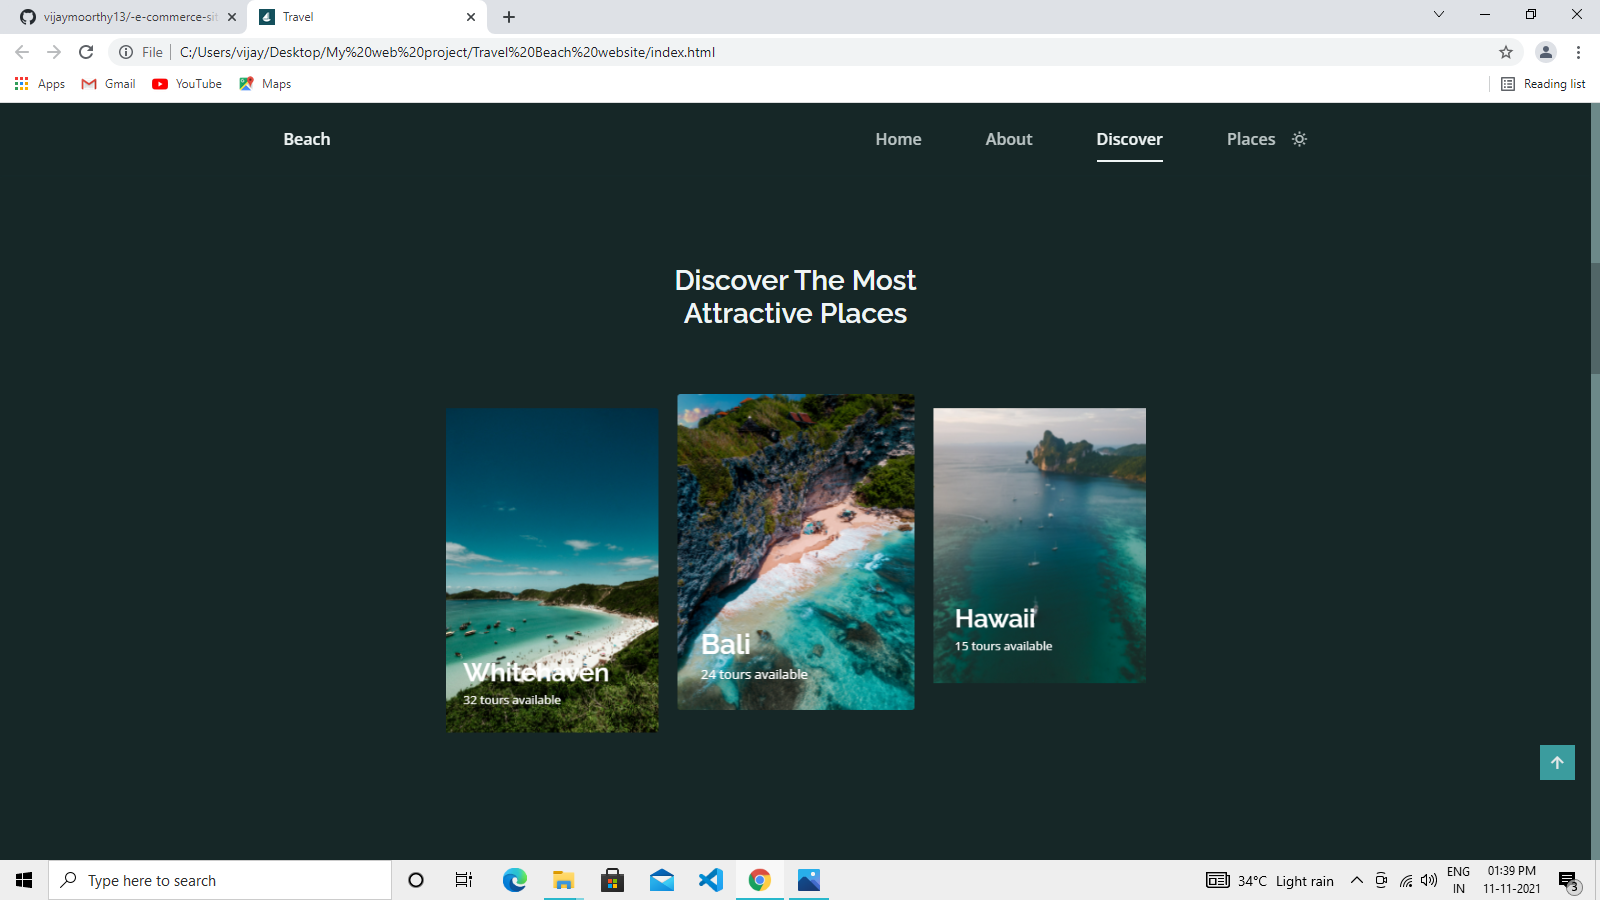 vijaymoorthy13/-e-commerce-sit
Travel
File
C:/Users/vijay/Desktop/My%20web%20project/Travel%20Beach%20website/index.html
Apps
Gmail
YouTube
Maps
Reading list
Beach
Home
About
Discover
Places
Discover The Most
Attractive Places
Whitehaven
32 tours available
Bali
24 tours available
Hawaii
15 tours available
Type here to search
34°C Light rain
ENG
IN
01:39 PM
11-11-2021
3